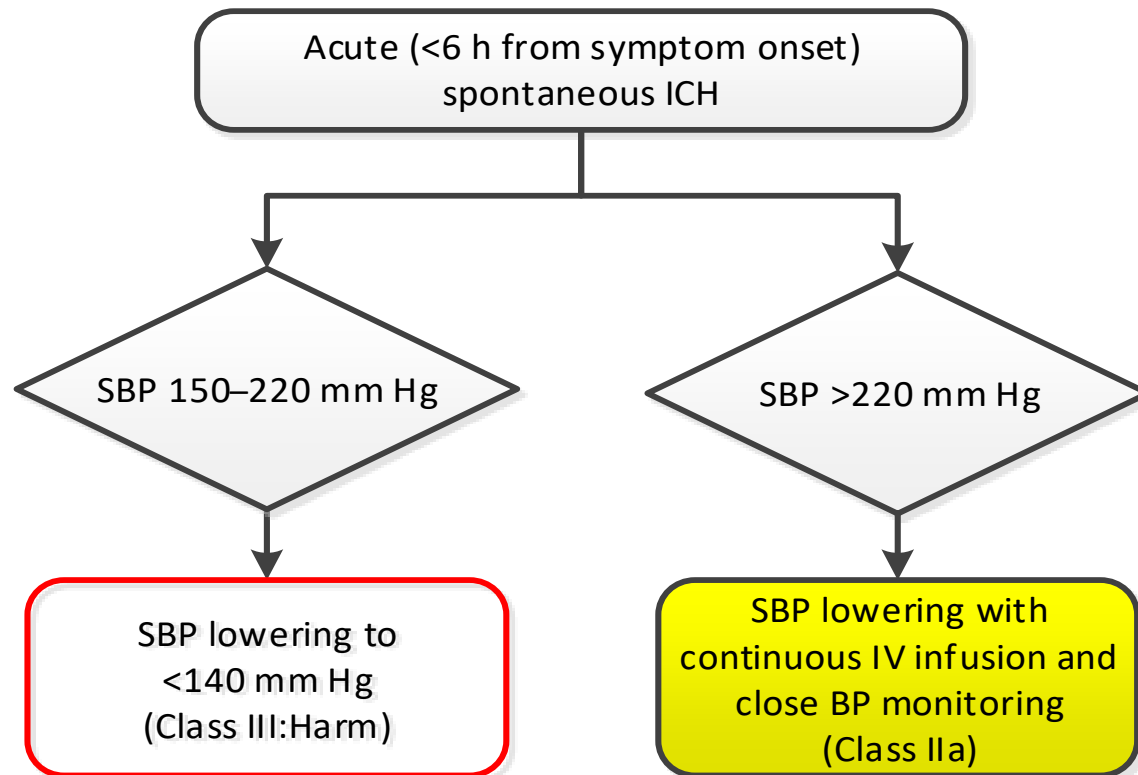 Acute (<6 h from symptom onset)
spontaneous ICH
SBP 150–220 mm Hg
SBP >220 mm Hg
SBP lowering to
<140 mm Hg
(Class III:Harm)
SBP lowering with
continuous IV infusion and
close BP monitoring
(Class IIa)